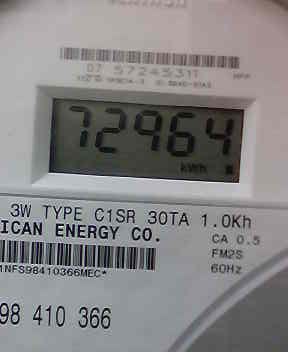 57245311
72964
kWh
3W TYPE C1SR 30TA 1.0Kh
ICAN ENERGY CO.
CA 0.5
FM2S
60Hz
1NFS98410366MEC*
98 410 366